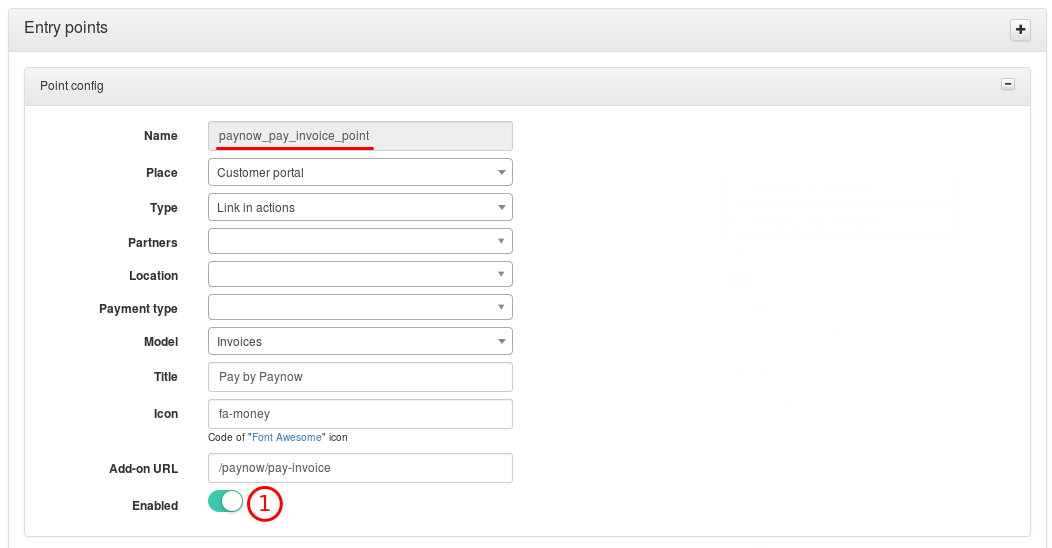 Entry points
Point config
Name paynow_pay_invoice_point
Place Customer portal
Type Link in actions
Partners
Location
Payment type
Model Invoices
Title Pay by Paynow
Icon fa-money
Code of "Font Awesome" icon
Add-on URL /paynow/pay-invoice
Enabled 1